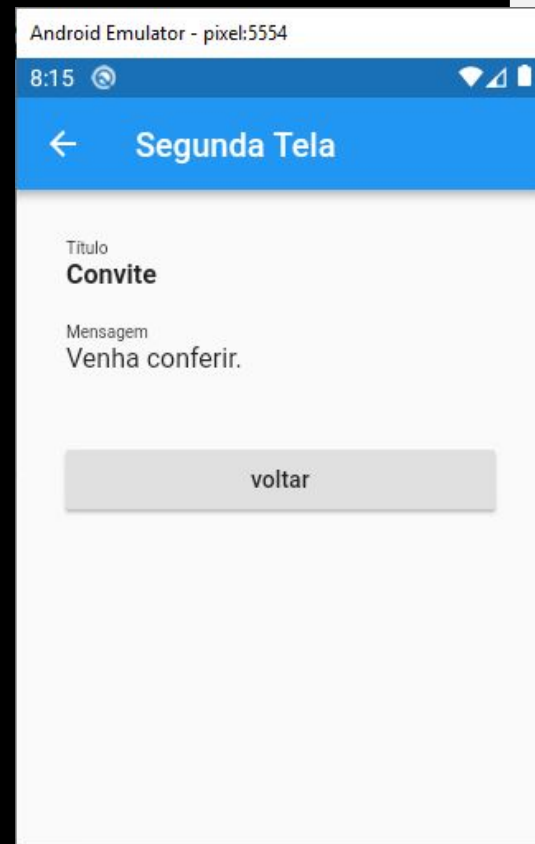 Android Emulator - pixel:5554
8:15
Segunda Tela
Título
Convite
Mensagem
Venha conferir.
voltar